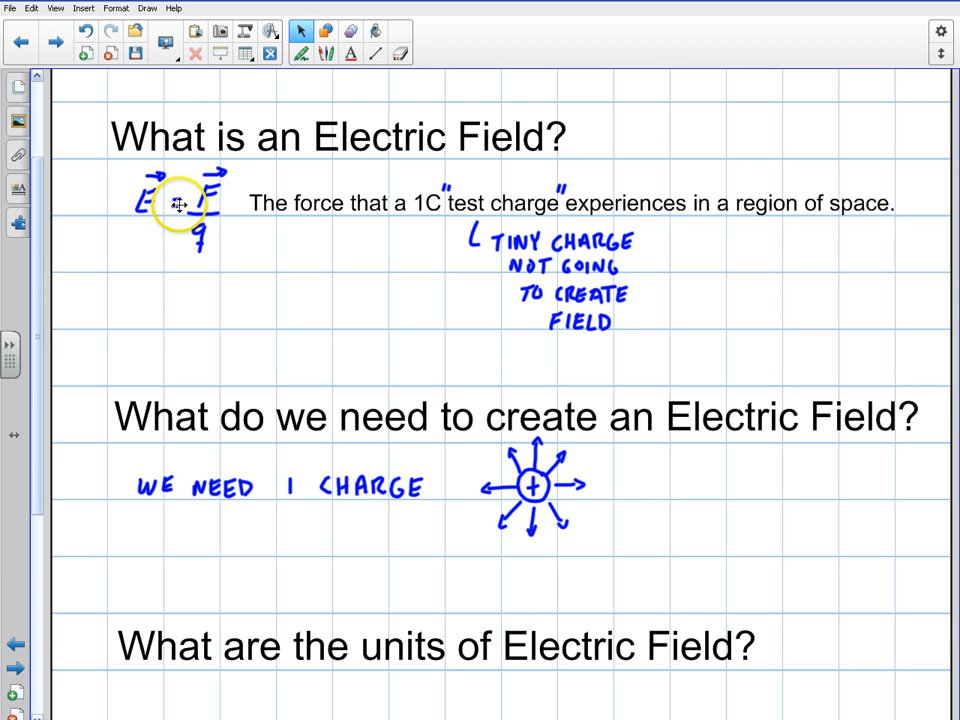 File Edit View Insert Format Draw Help
What is an Electric Field?
E = F
q
The force that a 1C "test charge" experiences in a region of space.
TINY CHARGE
NOT GOING
TO CREATE
FIELD
What do we need to create an Electric Field?
WE NEED 1 CHARGE
+
What are the units of Electric Field?